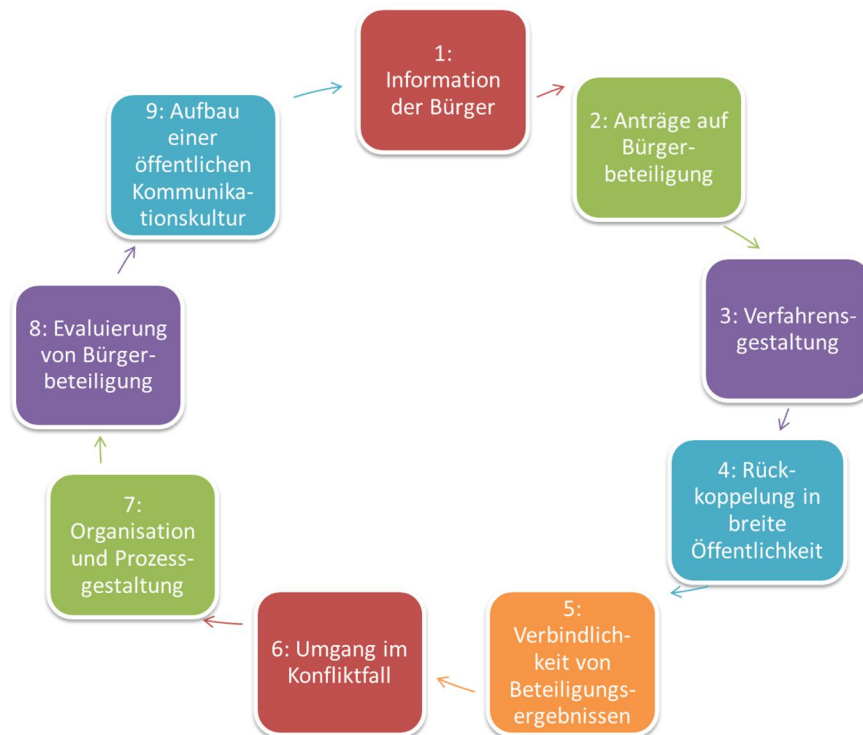 1:
Information
der Bürger
2: Anträge auf
Bürger-
beteiligung
3: Verfahrens-
gestaltung
4: Rück-
koppelung in
breite
Öffentlichkeit
5:
Verbindlich-
keit von
Beteiligungs-
ergebnissen
6: Umgang im
Konfliktfall
7:
Organisation
und Prozess-
gestaltung
8: Evaluierung
von Bürger-
beteiligung
9: Aufbau
einer
öffentlichen
Kommunika-
tionskultur